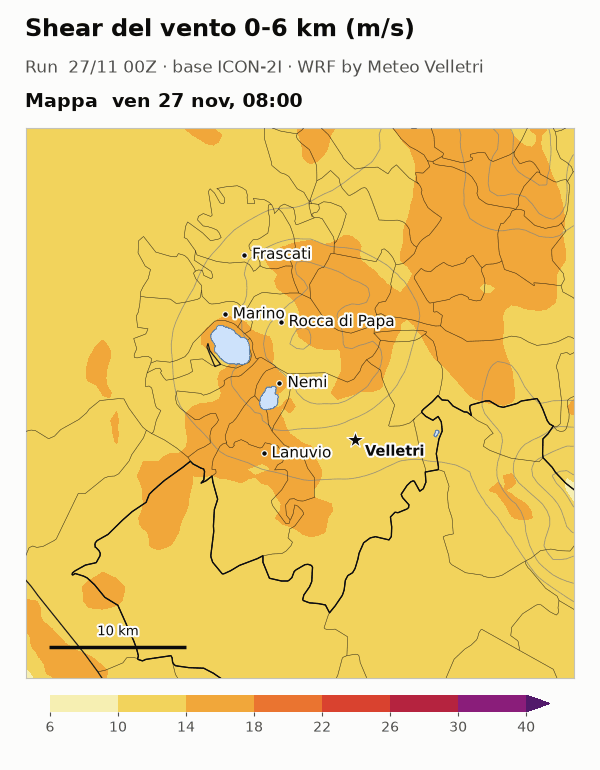 Shear del vento 0-6 km (m/s)
Run  27/11 00Z · base ICON-2I · WRF by Meteo Velletri
Mappa  ven 27 nov, 08:00
Frascati
Marino
Rocca di Papa
Nemi
Velletri
Lanuvio
10 km
6 10 14 18 22 26 30 40